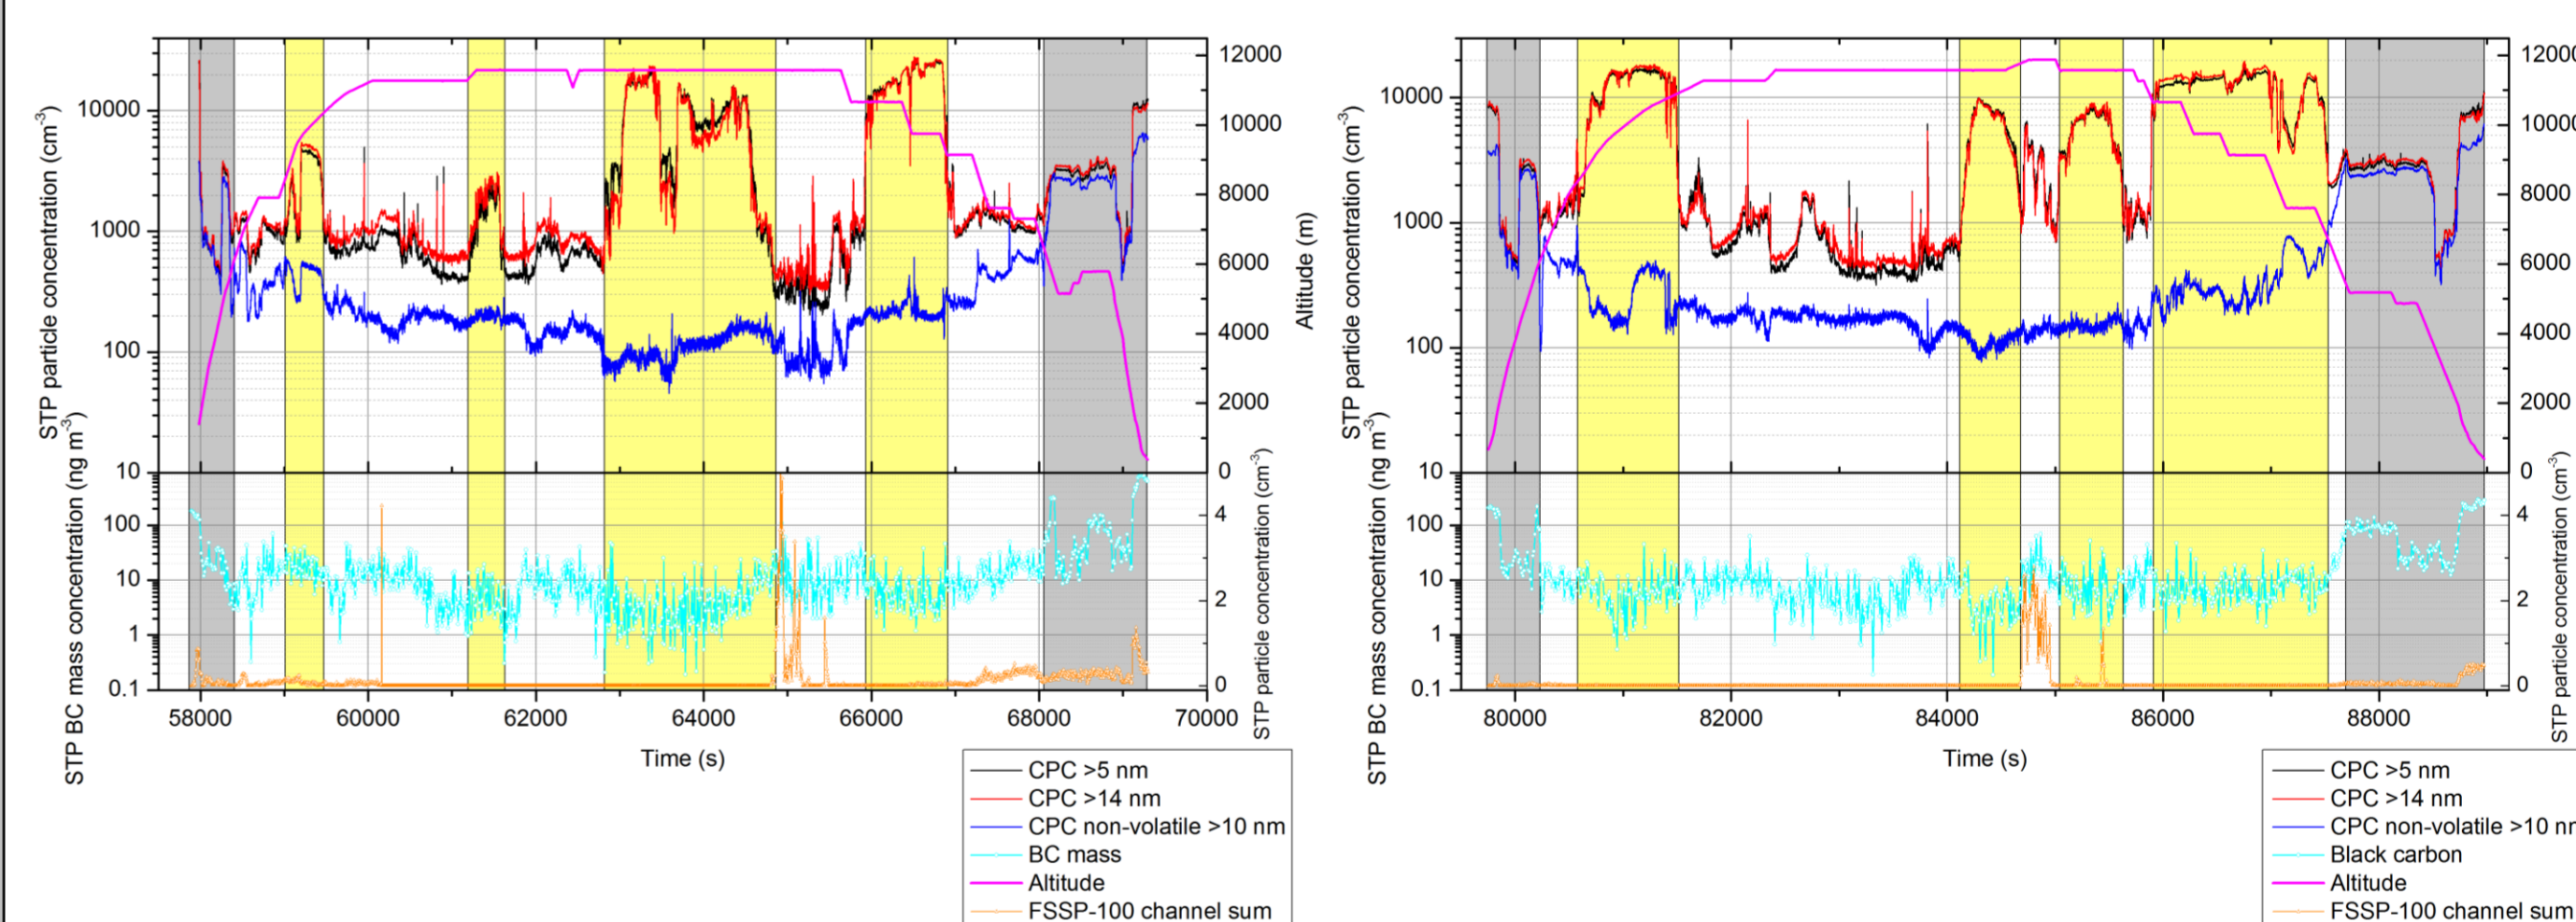 STP particle concentration (cm⁻³)
10000
1000
100
10
12000
10000
8000
6000
4000
2000
0
Altitude (m)
STP BC mass concentration (ng m⁻³)
100
10
1
0.1
4
2
0
STP particle concentration (cm⁻³)
58000 60000 62000 64000 66000 68000 70000
Time (s)
CPC >5 nm
CPC >14 nm
CPC non-volatile >10 nm
BC mass
Altitude
FSSP-100 channel sum
STP particle concentration (cm⁻³)
10000
1000
100
10
1200
1000
8000
6000
4000
2000
0
STP BC mass concentration (ng m⁻³)
100
10
1
0.1
4
2
0
STP particle concentration (cm⁻³)
80000 82000 84000 86000 88000
Time (s)
CPC >5 nm
CPC >14 nm
CPC non-volatile >10 n
Black carbon
Altitude
FSSP-100 channel sum